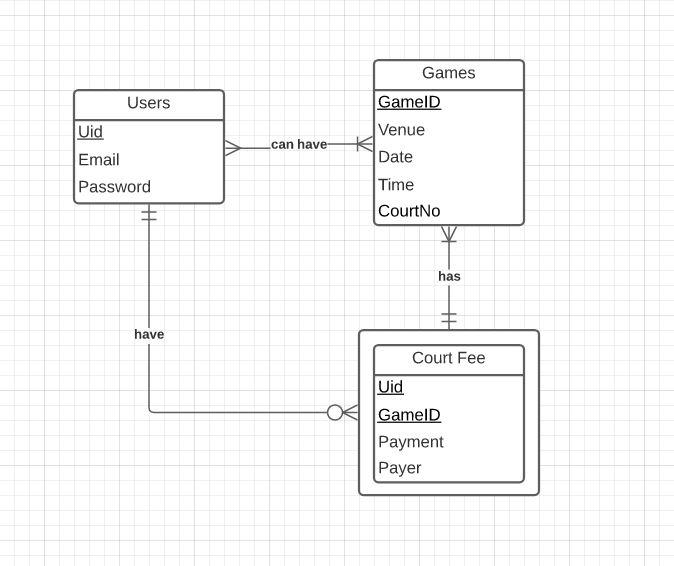 Users
Uid
Email
Password
can have
Games
GameID
Venue
Date
Time
CourtNo
has
have
Court Fee
Uid
GameID
Payment
Payer